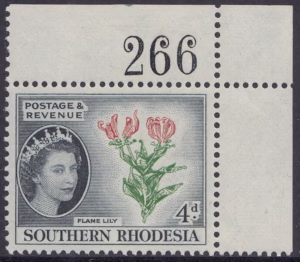 266
POSTAGE &
REVENUE
FLAME LILY
4d.
SOUTHERN RHODESIA